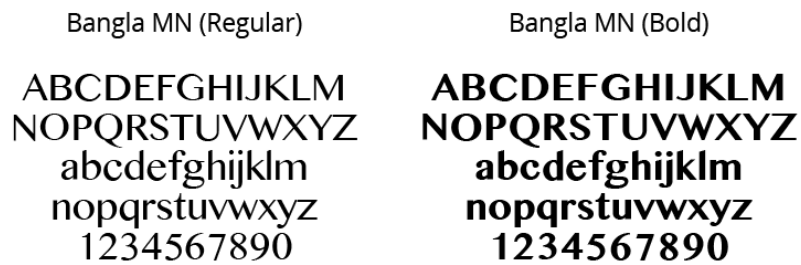 Bangla MN (Regular)
ABCDEFGHIJKLM
NOPQRSTUVWXYZ
abcdefghijklm
nopqrstuvwxyz
1234567890
Bangla MN (Bold)
ABCDEFGHIJKLM
NOPQRSTUVWXYZ
abcdefghijklm
nopqrstuvwxyz
1234567890